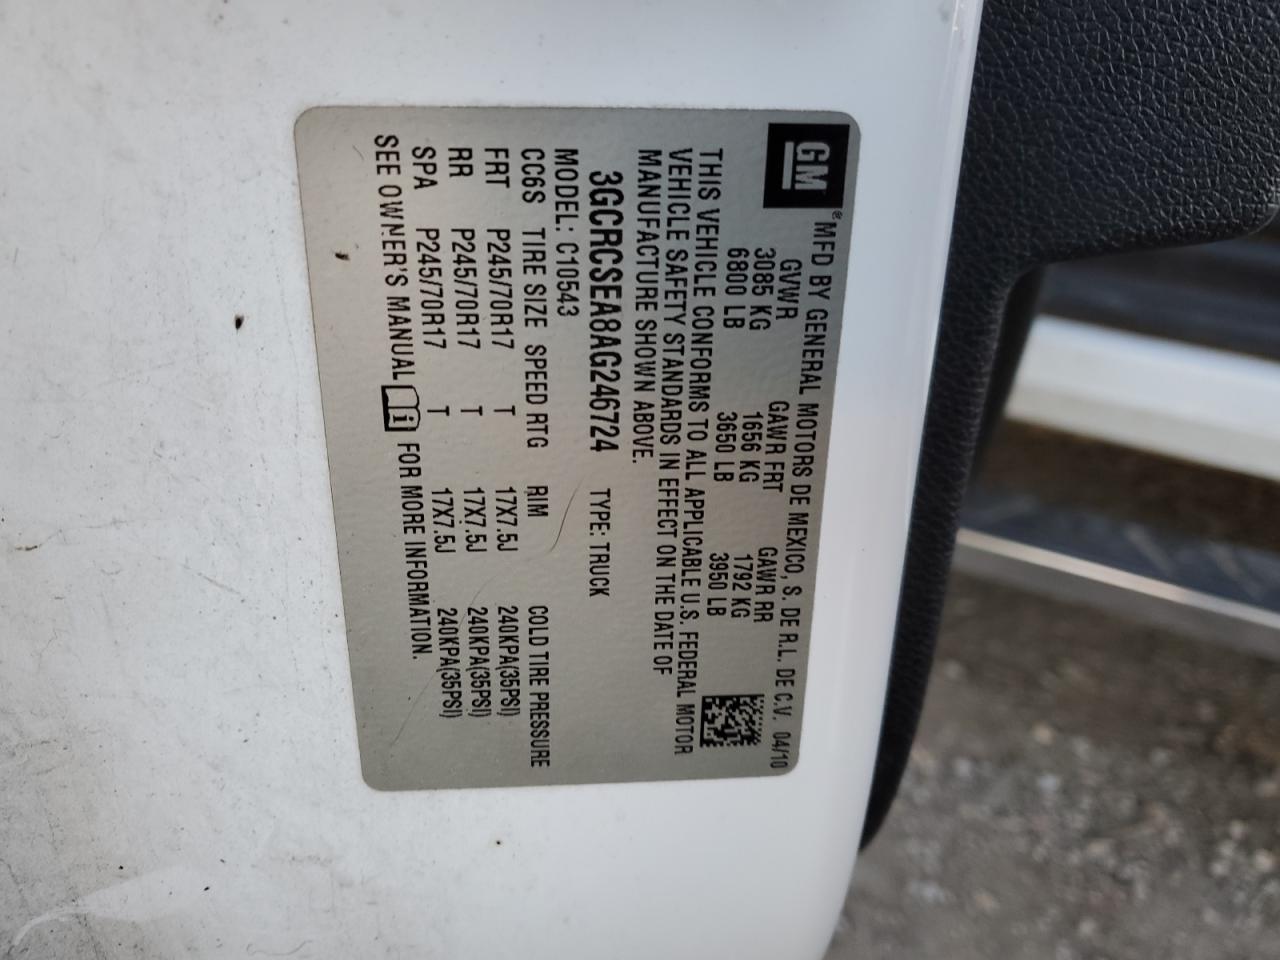 GM
® MFD BY GENERAL MOTORS DE MEXICO, S. DE R.L. DE C.V. 04/10
GVWR GAWR FRT GAWR RR
3085 KG 1656 KG 1792 KG
6800 LB 3650 LB 3950 LB
THIS VEHICLE CONFORMS TO ALL APPLICABLE U.S. FEDERAL MOTOR
VEHICLE SAFETY STANDARDS IN EFFECT ON THE DATE OF
MANUFACTURE SHOWN ABOVE.
3GCRCSEA8AG246724 TYPE: TRUCK
MODEL: C10543
CC6S TIRE SIZE SPEED RTG RIM COLD TIRE PRESSURE
FRT P245/70R17 T 17X7.5J 240KPA(35PSI)
RR P245/70R17 T 17X7.5J 240KPA(35PSI)
SPA P245/70R17 T 17X7.5J 240KPA(35PSI)
SEE OWNER'S MANUAL i FOR MORE INFORMATION.